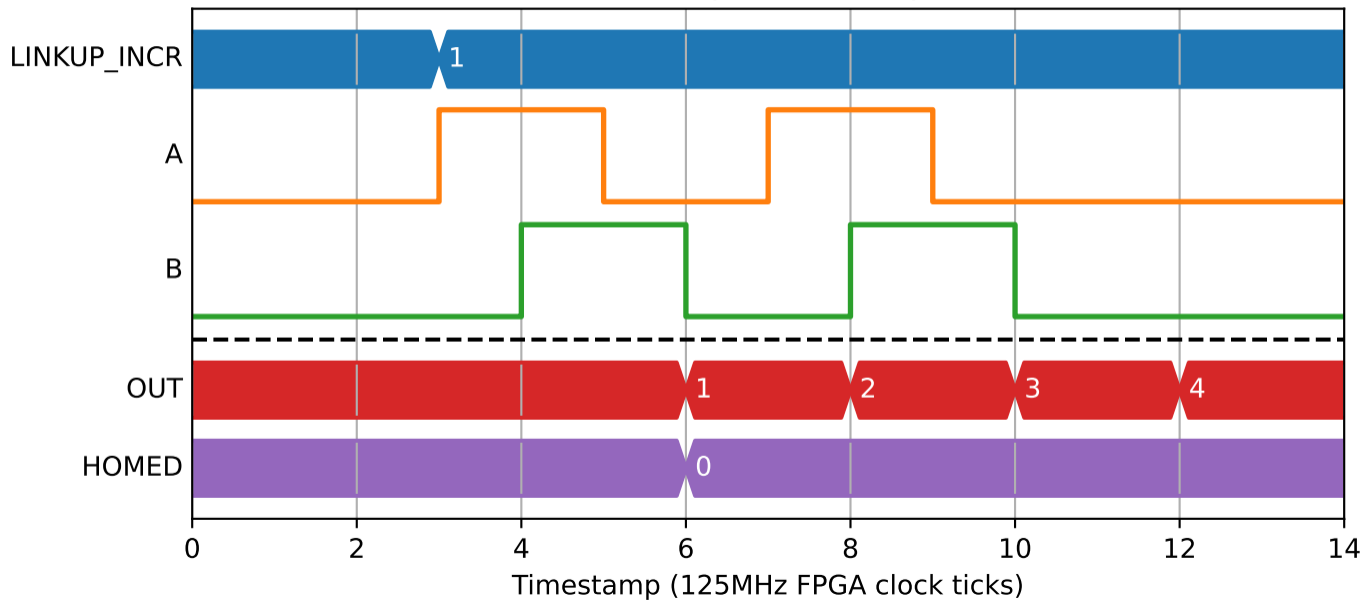 LINKUP_INCR 1
A
B
OUT 1 2 3 4
HOMED 0
0 2 4 6 8 10 12 14
Timestamp (125MHz FPGA clock ticks)